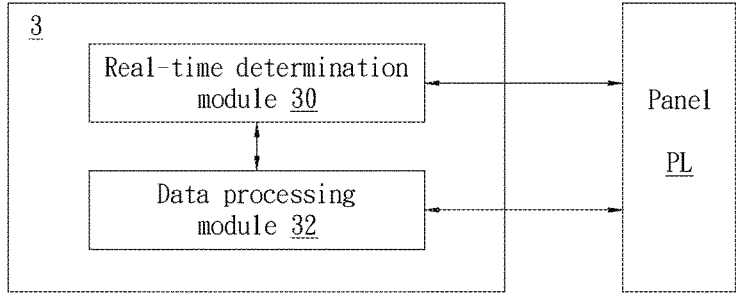 3
Real-time determination
module 30
Data processing
module 32
Panel
PL